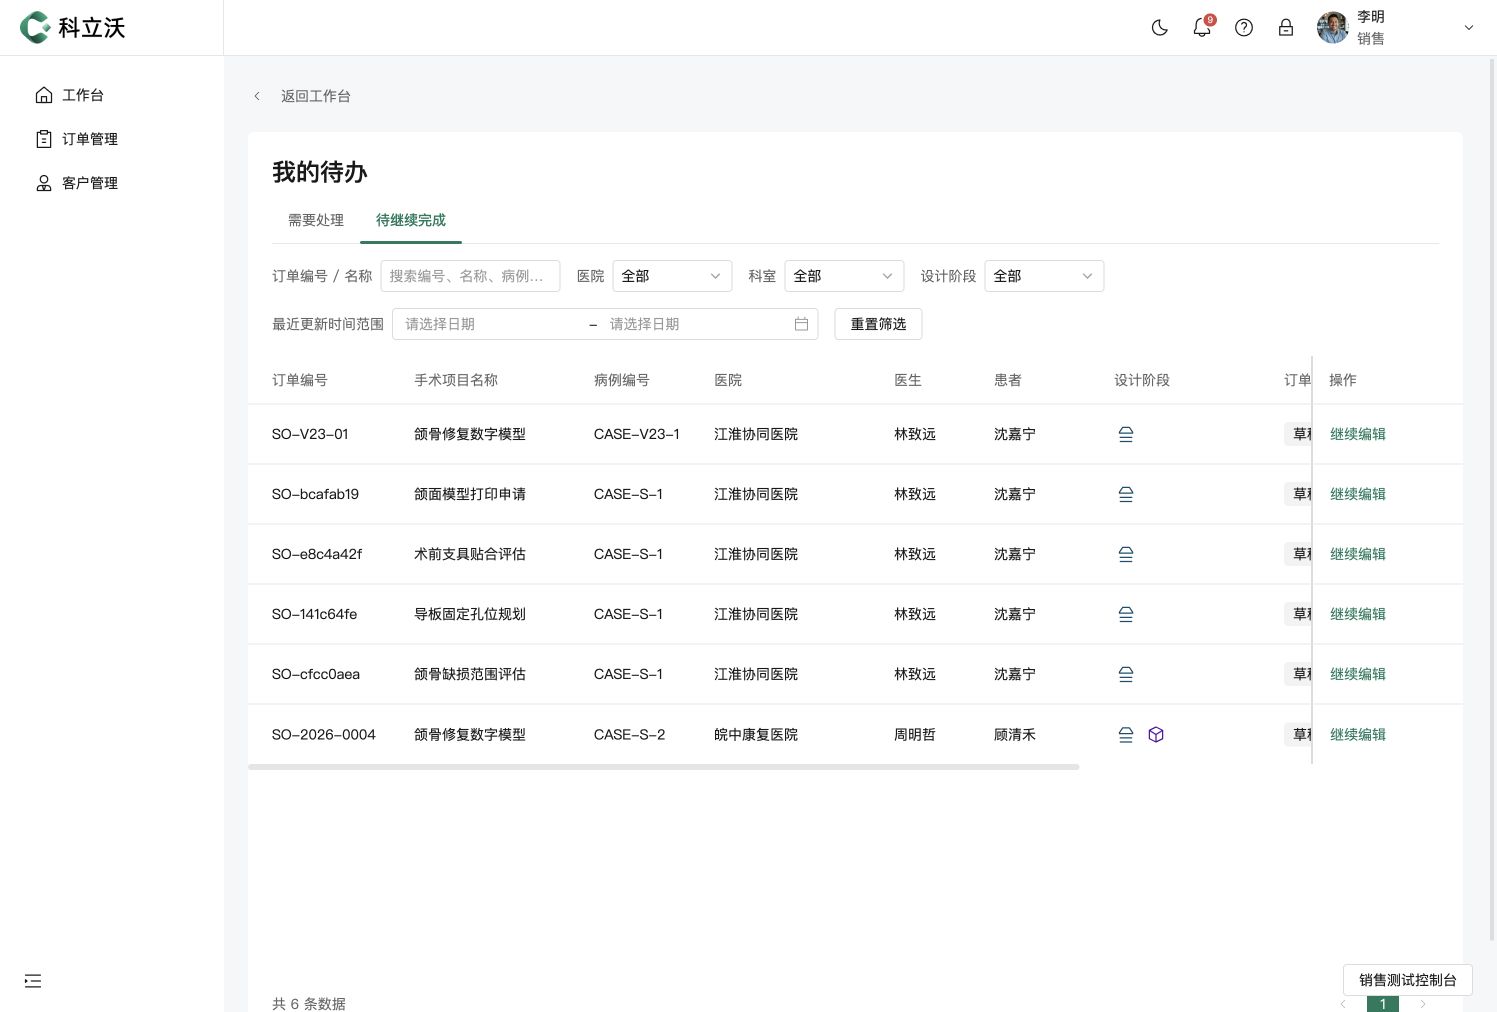 科立沃
9
李明
销售
工作台
订单管理
客户管理
返回工作台
我的待办
需要处理 待继续完成
订单编号 / 名称 搜索编号、名称、病例... 医院 全部 科室 全部 设计阶段 全部
最近更新时间范围 请选择日期 – 请选择日期 重置筛选
订单编号 手术项目名称 病例编号 医院 医生 患者 设计阶段 订单 操作
SO-V23-01 颌骨修复数字模型 CASE-V23-1 江淮协同医院 林致远 沈嘉宁 草 继续编辑
SO-bcafab19 颌面模型打印申请 CASE-S-1 江淮协同医院 林致远 沈嘉宁 草 继续编辑
SO-e8c4a42f 术前支具贴合评估 CASE-S-1 江淮协同医院 林致远 沈嘉宁 草 继续编辑
SO-141c64fe 导板固定孔位规划 CASE-S-1 江淮协同医院 林致远 沈嘉宁 草 继续编辑
SO-cfcc0aea 颌骨缺损范围评估 CASE-S-1 江淮协同医院 林致远 沈嘉宁 草 继续编辑
SO-2026-0004 颌骨修复数字模型 CASE-S-2 皖中康复医院 周明哲 顾清禾 草 继续编辑
销售测试控制台
共 6 条数据 1